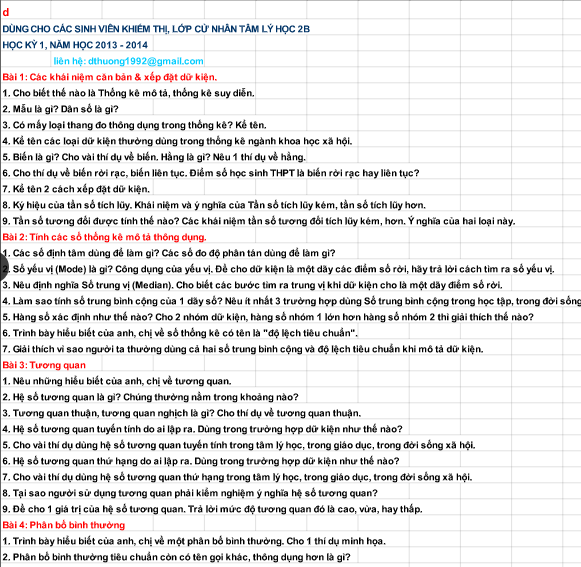 d
DÙNG CHO CÁC SINH VIÊN KHIẾM THỊ, LỚP CỬ NHÂN TÂM LÝ HỌC 2B
HỌC KỲ 1, NĂM HỌC 2013 - 2014
liên hệ: dthuong1992@gmail.com
Bài 1: Các khái niệm căn bản & xếp đặt dữ kiện.
1. Cho biết thế nào là Thống kê mô tả, thống kê suy diễn.
2. Mẫu là gì? Dân số là gì?
3. Có mấy loại thang đo thông dụng trong thống kê? Kể tên.
4. Kể tên các loại dữ kiện thường dùng trong thống kê ngành khoa học xã hội.
5. Biến là gì? Cho vài thí dụ về biến. Hằng là gì? Nêu 1 thí dụ về hằng.
6. Cho thí dụ về biến rời rạc, biến liên tục. Điểm số học sinh THPT là biến rời rạc hay liên tục?
7. Kể tên 2 cách xếp đặt dữ kiện.
8. Ký hiệu của tần số tích lũy. Khái niệm và ý nghĩa của Tần số tích lũy kém, tần số tích lũy hơn.
9. Tần số tương đối được tính thế nào? Các khái niệm tần số tương đối tích lũy kém, hơn. Ý nghĩa của hai loại này.
Bài 2: Tính các số thống kê mô tả thông dụng.
1. Các số định tâm dùng để làm gì? Các số đo độ phân tán dùng để làm gì?
2. Số yếu vị (Mode) là gì? Công dụng của yếu vị. Để cho dữ kiện là một dãy các điểm số rời, hãy trả lời cách tìm ra số yếu vị.
3. Nêu định nghĩa Số trung vị (Median). Cho biết các bước tìm ra trung vị khi dữ kiện cho là một dãy điểm số rời.
4. Làm sao tính số trung bình cộng của 1 dãy số? Nêu ít nhất 3 trường hợp dùng Số trung bình cộng trong học tập, trong đời sống
5. Hàng số xác định như thế nào? Cho 2 nhóm dữ kiện, hàng số nhóm 1 lớn hơn hàng số nhóm 2 thì giải thích thế nào?
6. Trình bày hiểu biết của anh, chị về số thống kê có tên là "độ lệch tiêu chuẩn".
7. Giải thích vì sao người ta thường dùng cả hai số trung bình cộng và độ lệch tiêu chuẩn khi mô tả dữ kiện.
Bài 3: Tương quan
1. Nêu những hiểu biết của anh, chị về tương quan.
2. Hệ số tương quan là gì? Chúng thường nằm trong khoảng nào?
3. Tương quan thuận, tương quan nghịch là gì? Cho thí dụ về tương quan thuận.
4. Hệ số tương quan tuyến tính do ai lập ra. Dùng trong trường hợp dữ kiện như thế nào?
5. Cho vài thí dụ dùng hệ số tương quan tuyến tính trong tâm lý học, trong giáo dục, trong đời sống xã hội.
6. Hệ số tương quan thứ hạng do ai lập ra. Dùng trong trường hợp dữ kiện như thế nào?
7. Cho vài thí dụ dùng hệ số tương quan thứ hạng trong tâm lý học, trong giáo dục, trong đời sống xã hội.
8. Tại sao người sử dụng tương quan phải kiểm nghiệm ý nghĩa hệ số tương quan?
9. Để cho 1 giá trị của hệ số tương quan. Trả lời mức độ tương quan đó là cao, vừa, hay thấp.
Bài 4: Phân bố bình thường
1. Trình bày hiểu biết của anh, chị về một phân bố bình thường. Cho 1 thí dụ minh họa.
2. Phân bố bình thường tiêu chuẩn còn có tên gọi khác, thông dụng hơn là gì?